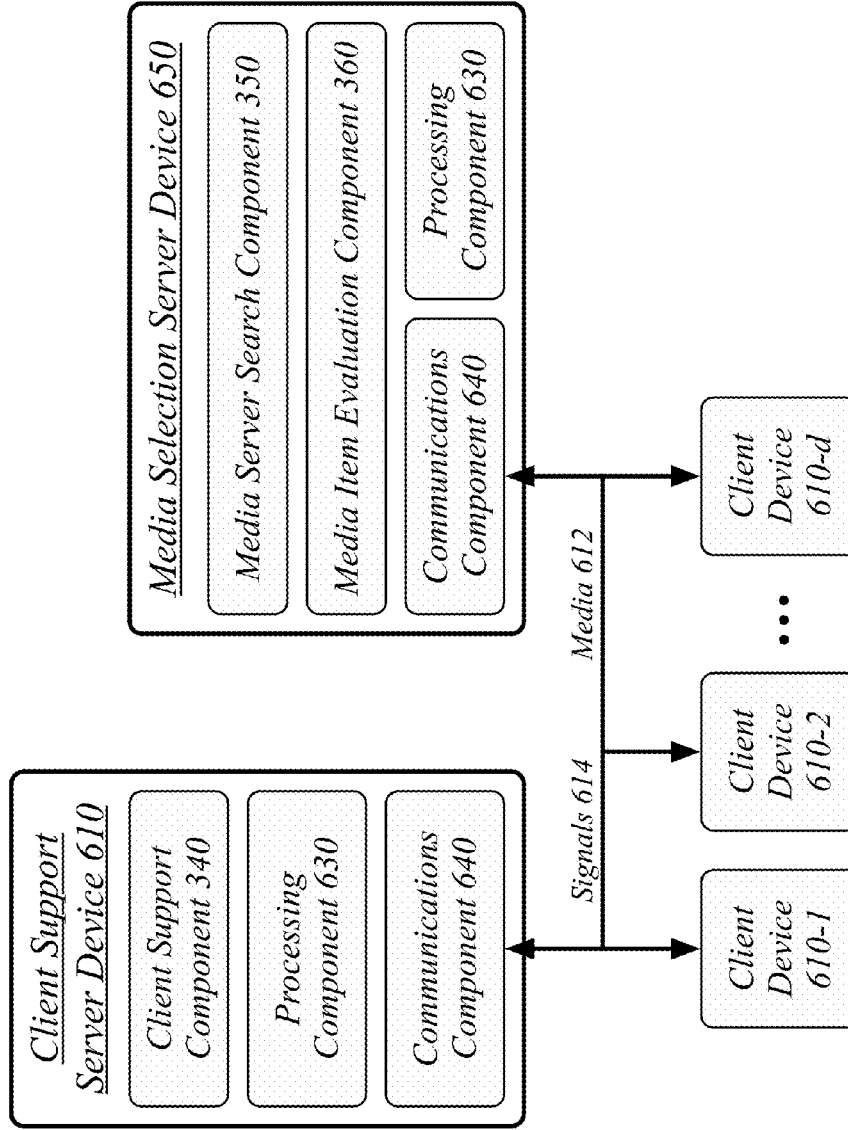 Client Support
Server Device 610
Client Support
Component 340
Processing
Component 630
Communications
Component 640
Media Selection Server Device 650
Media Server Search Component 350
Media Item Evaluation Component 360
Communications
Component 640
Processing
Component 630
Signals 614
Media 612
Client
Device
610-1
Client
Device
610-2
...
Client
Device
610-d